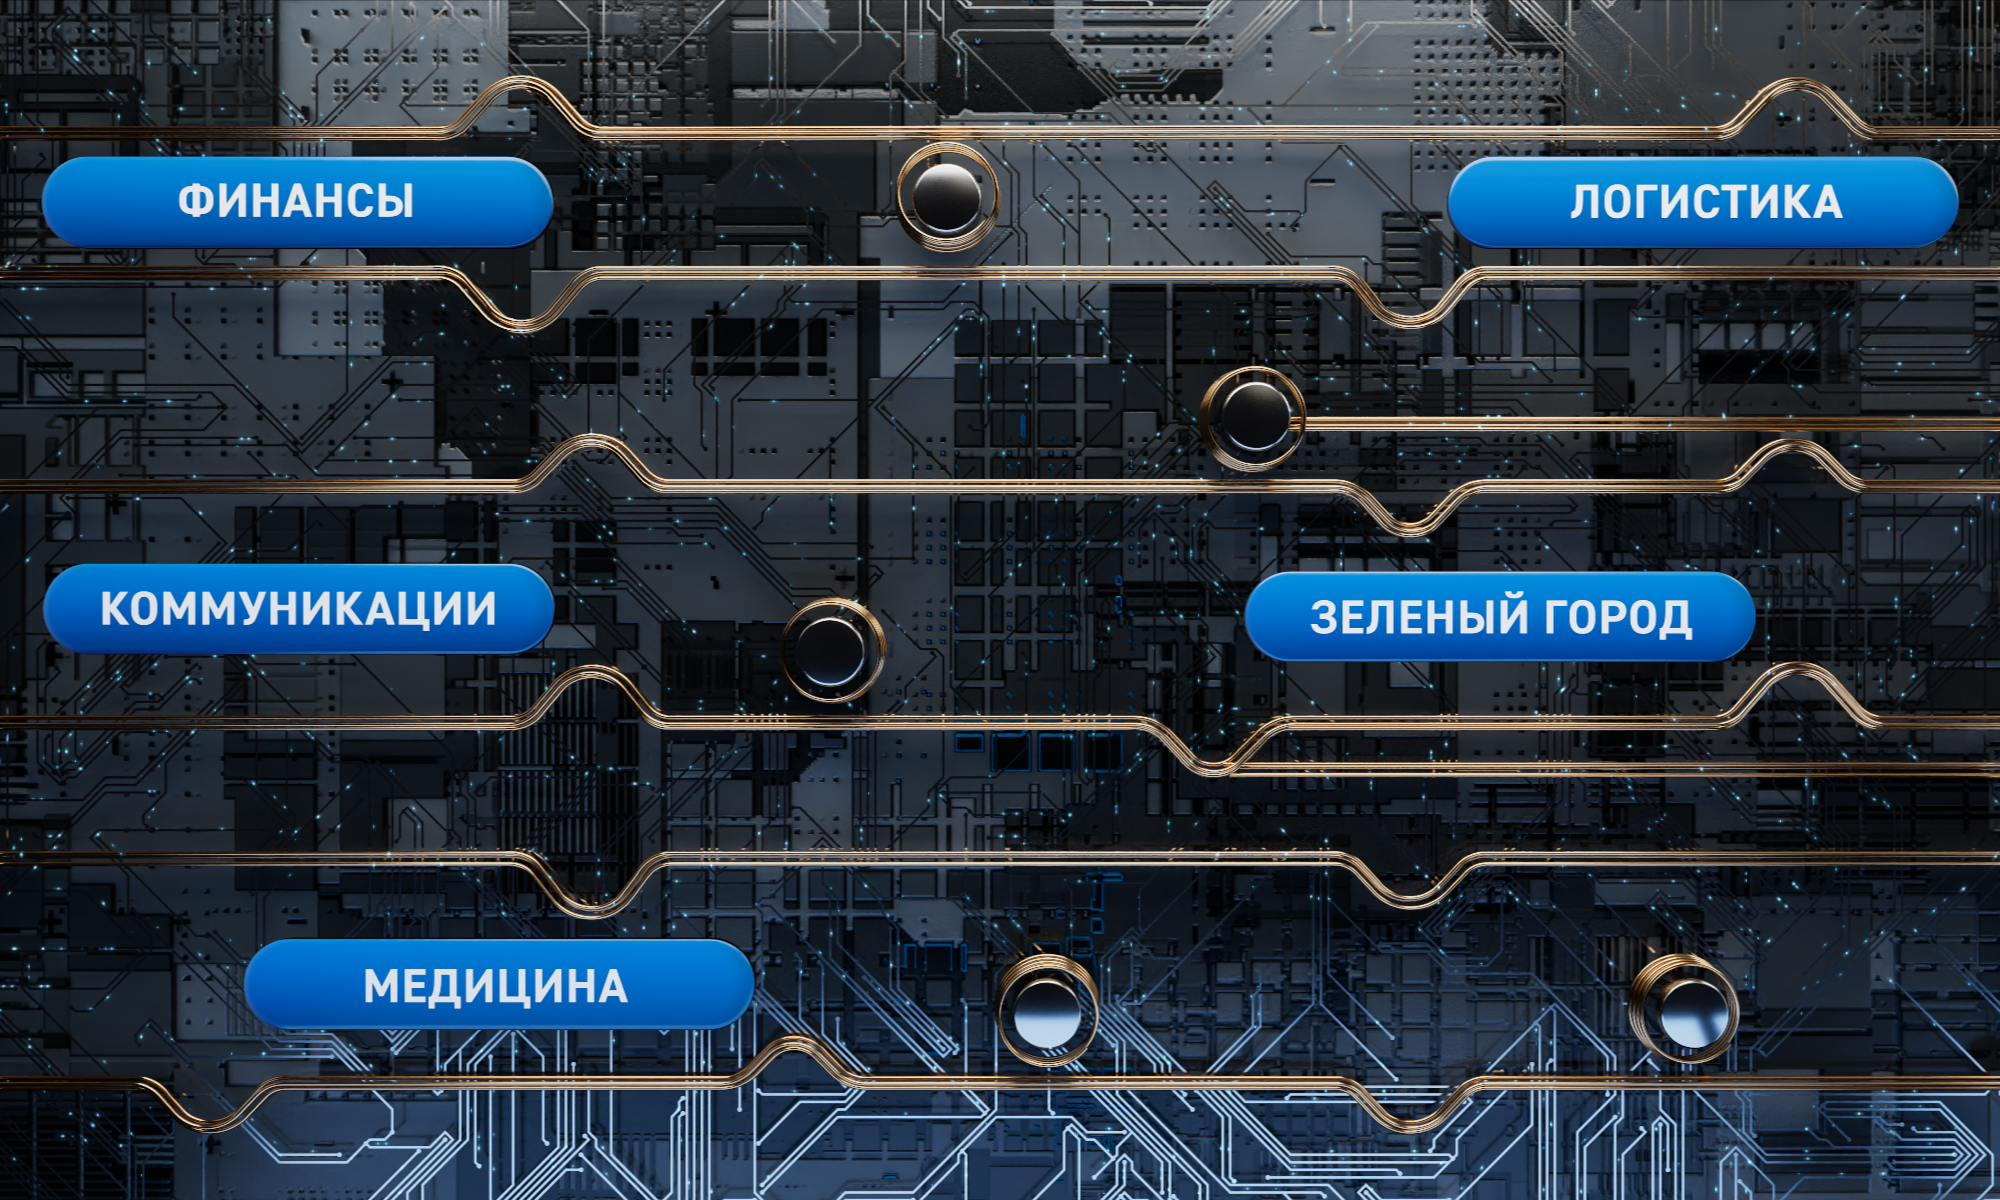 ФИНАНСЫ
ЛОГИСТИКА
КОММУНИКАЦИИ
ЗЕЛЕНЫЙ ГОРОД
МЕДИЦИНА